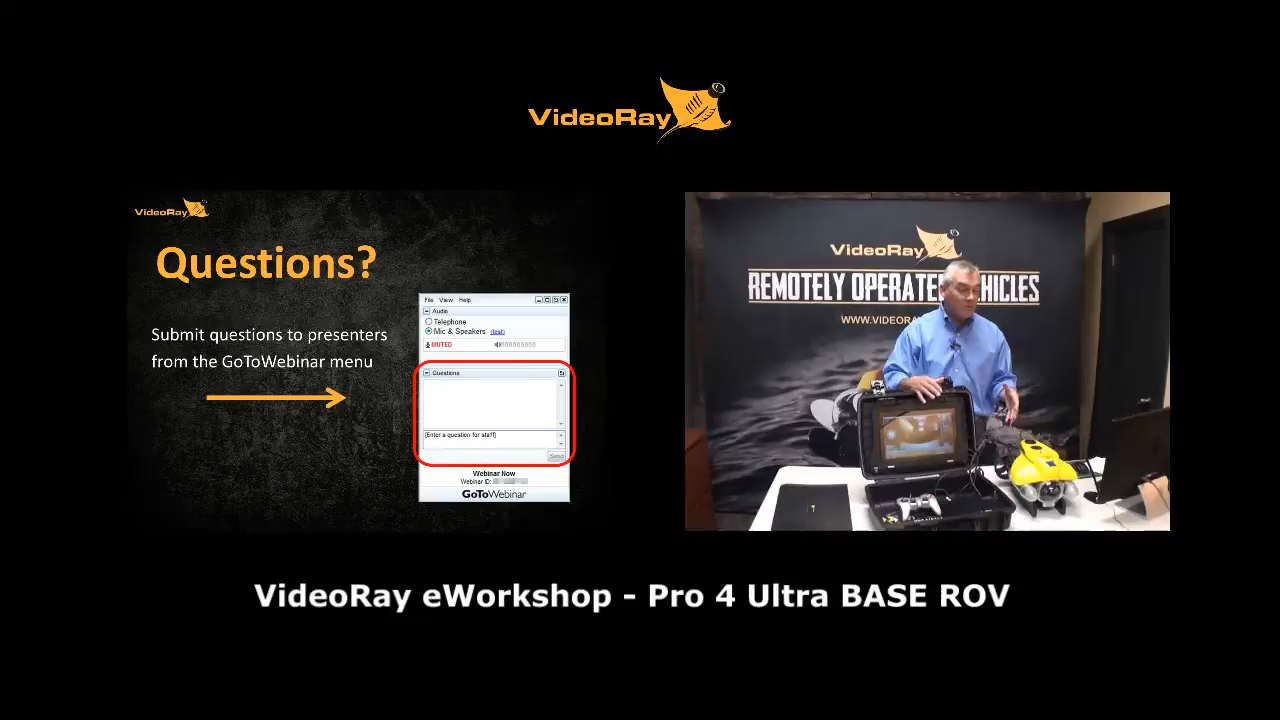 VideoRay
VideoRay
Questions?
Submit questions to presenters
from the GoToWebinar menu
File View Help
Audio
Telephone
Mic & Speakers (test)
MUTED
Questions
[Enter a question for staff]
Send
Webinar Now
Webinar ID:
GoToWebinar
VideoRay
REMOTELY OPERATED VEHICLES
WWW.VIDEORAY
VideoRay eWorkshop - Pro 4 Ultra BASE ROV